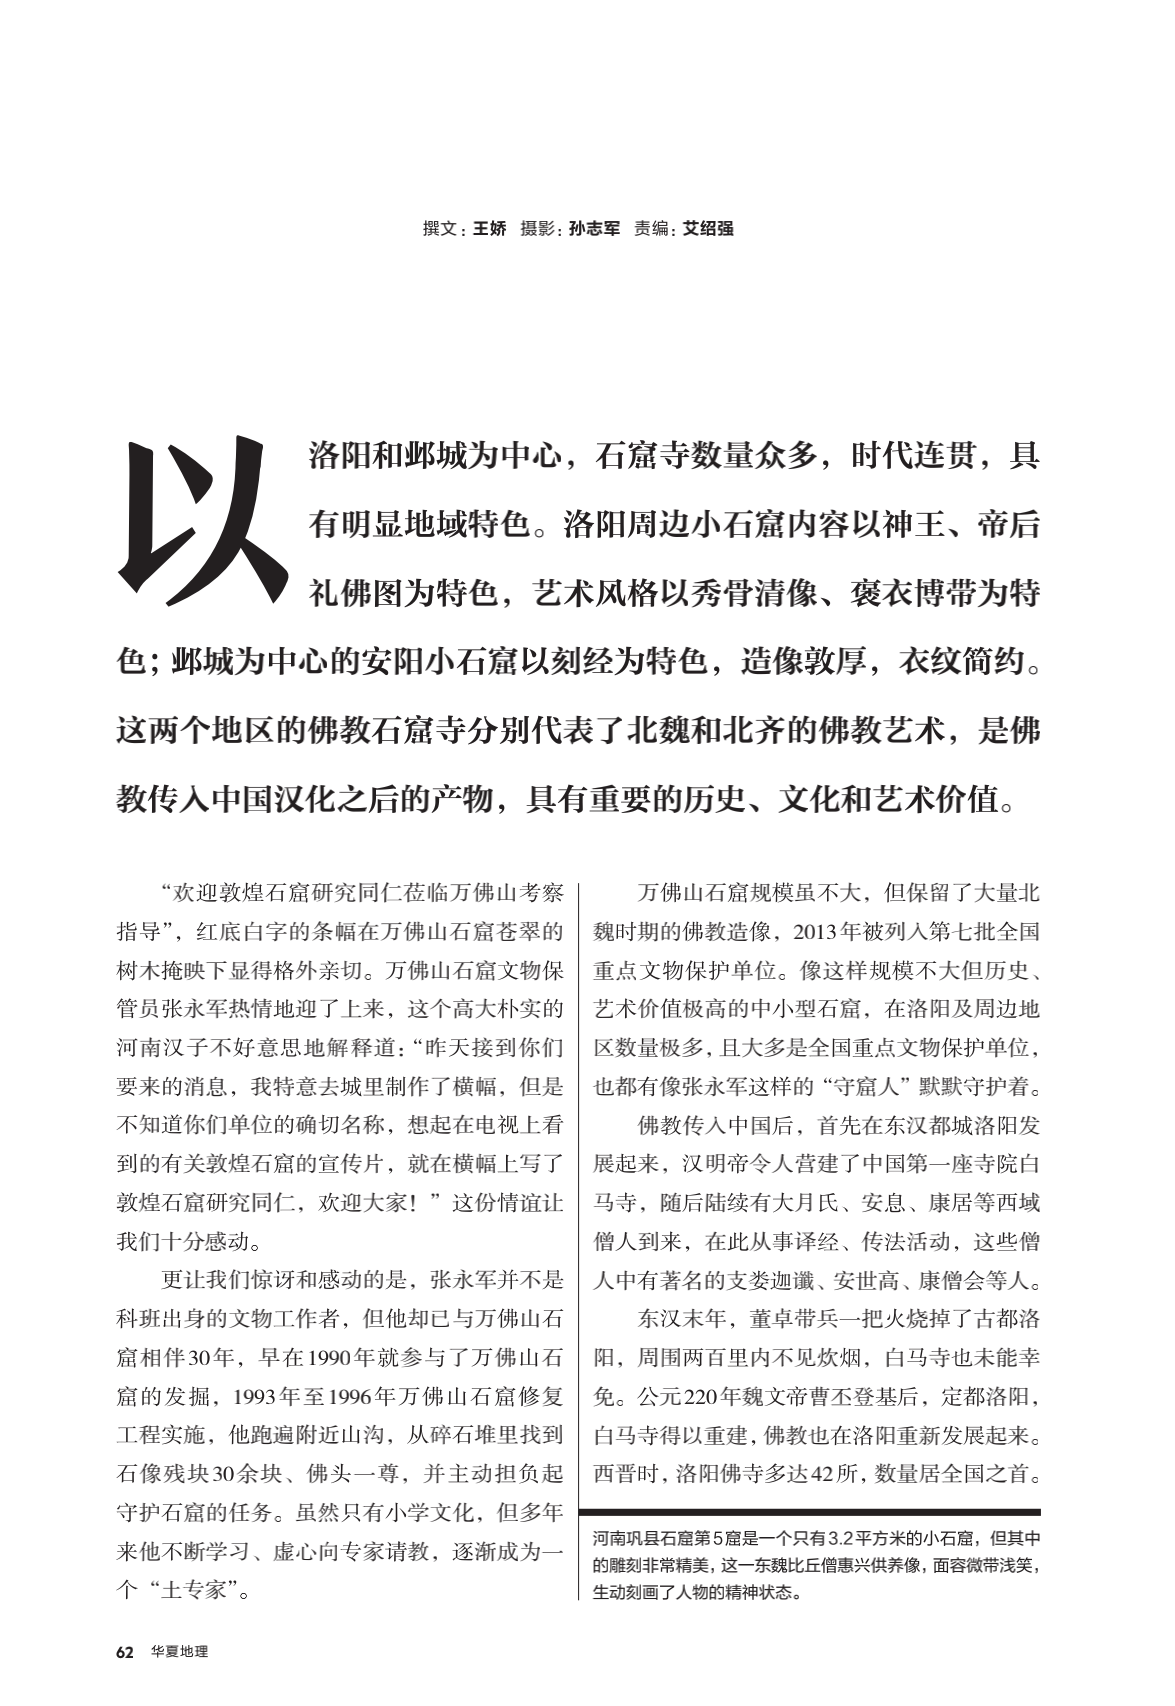 撰文：王娇 摄影：孙志军 责编：艾绍强
以
洛阳和邺城为中心，石窟寺数量众多，时代连贯，具
有明显地域特色。洛阳周边小石窟内容以神王、帝后
礼佛图为特色，艺术风格以秀骨清像、褒衣博带为特
色；邺城为中心的安阳小石窟以刻经为特色，造像敦厚，衣纹简约。
这两个地区的佛教石窟寺分别代表了北魏和北齐的佛教艺术，是佛
教传入中国汉化之后的产物，具有重要的历史、文化和艺术价值。
“欢迎敦煌石窟研究同仁莅临万佛山考察
指导”，红底白字的条幅在万佛山石窟苍翠的
树木掩映下显得格外亲切。万佛山石窟文物保
管员张永军热情地迎了上来，这个高大朴实的
河南汉子不好意思地解释道：“昨天接到你们
要来的消息，我特意去城里制作了横幅，但是
不知道你们单位的确切名称，想起在电视上看
到的有关敦煌石窟的宣传片，就在横幅上写了
敦煌石窟研究同仁，欢迎大家！”这份情谊让
我们十分感动。
更让我们惊讶和感动的是，张永军并不是
科班出身的文物工作者，但他却已与万佛山石
窟相伴30年，早在1990年就参与了万佛山石
窟的发掘，1993年至1996年万佛山石窟修复
工程实施，他跑遍附近山沟，从碎石堆里找到
石像残块30余块、佛头一尊，并主动担负起
守护石窟的任务。虽然只有小学文化，但多年
来他不断学习、虚心向专家请教，逐渐成为一
个“土专家”。
万佛山石窟规模虽不大，但保留了大量北
魏时期的佛教造像，2013年被列入第七批全国
重点文物保护单位。像这样规模不大但历史、
艺术价值极高的中小型石窟，在洛阳及周边地
区数量极多，且大多是全国重点文物保护单位，
也都有像张永军这样的“守窟人”默默守护着。
佛教传入中国后，首先在东汉都城洛阳发
展起来，汉明帝令人营建了中国第一座寺院白
马寺，随后陆续有大月氏、安息、康居等西域
僧人到来，在此从事译经、传法活动，这些僧
人中有著名的支娄迦谶、安世高、康僧会等人。
东汉末年，董卓带兵一把火烧掉了古都洛
阳，周围两百里内不见炊烟，白马寺也未能幸
免。公元220年魏文帝曹丕登基后，定都洛阳，
白马寺得以重建，佛教也在洛阳重新发展起来。
西晋时，洛阳佛寺多达42所，数量居全国之首。
河南巩县石窟第5窟是一个只有3.2平方米的小石窟，但其中
的雕刻非常精美，这一东魏比丘僧惠兴供养像，面容微带浅笑，
生动刻画了人物的精神状态。
62 华夏地理